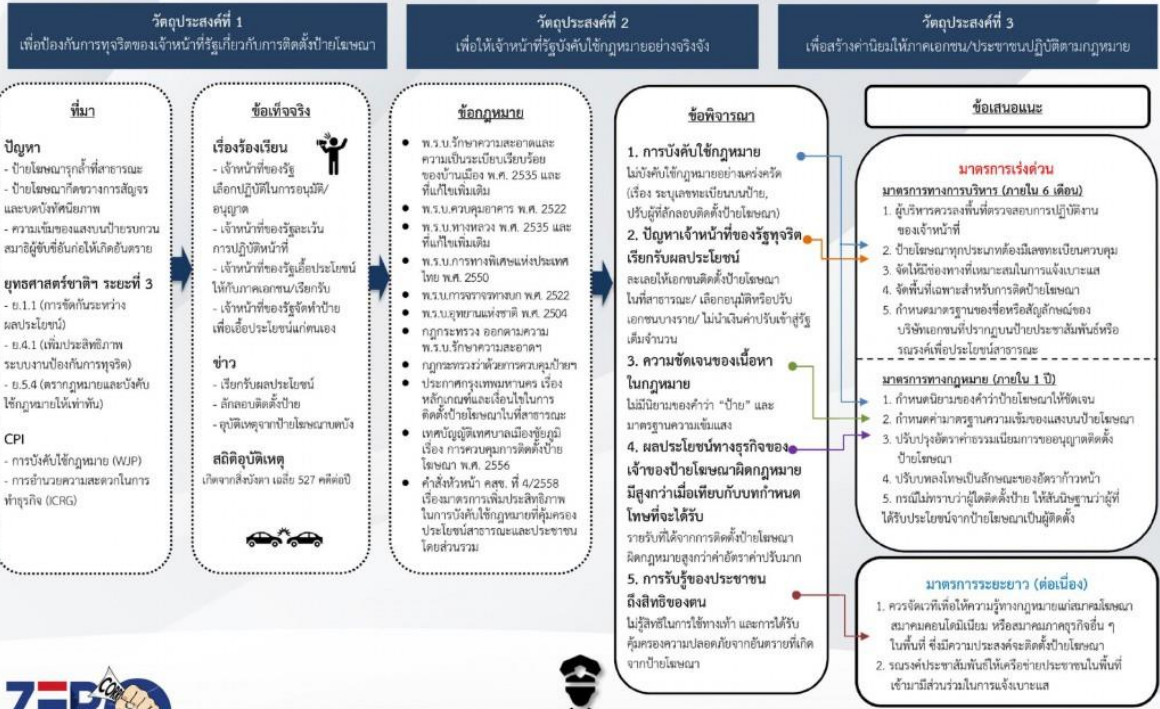 วัตถุประสงค์ที่ 1
เพื่อป้องกันการทุจริตของเจ้าหน้าที่รัฐเกี่ยวกับการติดตั้งป้ายโฆษณา
วัตถุประสงค์ที่ 2
เพื่อให้เจ้าหน้าที่รัฐบังคับใช้กฎหมายอย่างจริงจัง
วัตถุประสงค์ที่ 3
เพื่อสร้างค่านิยมให้ภาคเอกชน/ประชาชนปฏิบัติตามกฎหมาย
ที่มา
ปัญหา
- ป้ายโฆษณารุกล้ำที่สาธารณะ
- ป้ายโฆษณากีดขวางการสัญจร
และบดบังทัศนียภาพ
- ความเข้มของแสงบนป้ายรบกวน
สมาธิผู้ขับขี่อันก่อให้เกิดอันตราย
ยุทธศาสตร์ชาติฯ ระยะที่ 3
- ย.1.1 (การขัดกันระหว่าง
ผลประโยชน์)
- ย.4.1 (เพิ่มประสิทธิภาพ
ระบบงานป้องกันการทุจริต)
- ย.5.4 (ตรากฎหมายและบังคับ
ใช้กฎหมายให้เท่าทัน)
CPI
- การบังคับใช้กฎหมาย (WJP)
- การอำนวยความสะดวกในการ
ทำธุรกิจ (ICRG)
ข้อเท็จจริง
เรื่องร้องเรียน
- เจ้าหน้าที่ของรัฐ
เลือกปฏิบัติในการอนุมัติ/
อนุญาต
- เจ้าหน้าที่ของรัฐละเว้น
การปฏิบัติหน้าที่
- เจ้าหน้าที่ของรัฐเอื้อประโยชน์
ให้กับภาคเอกชน/เรียกรับ
- เจ้าหน้าที่ของรัฐจัดทำป้าย
เพื่อเอื้อประโยชน์แก่ตนเอง
ข่าว
- เรียกรับผลประโยชน์
- ลักลอบติดตั้งป้าย
- อุบัติเหตุจากป้ายโฆษณาบดบัง
สถิติอุบัติเหตุ
เกิดจากสิ่งบังตา เฉลี่ย 527 คดีต่อปี
ข้อกฎหมาย
● พ.ร.บ.รักษาความสะอาดและ
ความเป็นระเบียบเรียบร้อย
ของบ้านเมือง พ.ศ. 2535 และ
ที่แก้ไขเพิ่มเติม
● พ.ร.บ.ควบคุมอาคาร พ.ศ. 2522
● พ.ร.บ.ทางหลวง พ.ศ. 2535 และ
ที่แก้ไขเพิ่มเติม
● พ.ร.บ.การทางพิเศษแห่งประเทศ
ไทย พ.ศ. 2550
● พ.ร.บ.การจราจรทางบก พ.ศ. 2522
● พ.ร.บ.อุทยานแห่งชาติ พ.ศ. 2504
● กฎกระทรวง ออกตามความ
พ.ร.บ.รักษาความสะอาดฯ
● กฎกระทรวงว่าด้วยการควบคุมป้ายฯ
● ประกาศกรุงเทพมหานคร เรื่อง
หลักเกณฑ์และเงื่อนไขในการ
ติดตั้งป้ายโฆษณาในที่สาธารณะ
● เทศบัญญัติเทศบาลเมืองชัยภูมิ
เรื่อง การควบคุมการติดตั้งป้าย
โฆษณา พ.ศ. 2556
● คำสั่งหัวหน้า คสช. ที่ 4/2558
เรื่องมาตรการเพิ่มประสิทธิภาพ
ในการบังคับใช้กฎหมายที่คุ้มครอง
ประโยชน์สาธารณะและประชาชน
โดยส่วนรวม
ข้อพิจารณา
1. การบังคับใช้กฎหมาย
ไม่บังคับใช้กฎหมายอย่างเคร่งครัด
(เรื่อง ระบุเลขทะเบียนบนป้าย,
ปรับผู้ที่ลักลอบติดตั้งป้ายโฆษณา)
2. ปัญหาเจ้าหน้าที่ของรัฐทุจริต
เรียกรับผลประโยชน์
ละเลยให้เอกชนติดตั้งป้ายโฆษณา
ในที่สาธารณะ/ เลือกอนุมัติหรือปรับ
เอกชนบางราย/ ไม่นำเงินค่าปรับเข้าสู่รัฐ
เต็มจำนวน
3. ความชัดเจนของเนื้อหา
ในกฎหมาย
ไม่มีนิยามของคำว่า “ป้าย” และ
มาตรฐานความเข้มแสง
4. ผลประโยชน์ทางธุรกิจของ
เจ้าของป้ายโฆษณาผิดกฎหมาย
มีสูงกว่าเมื่อเทียบกับบทกำหนด
โทษที่จะได้รับ
รายรับที่ได้จากการติดตั้งป้ายโฆษณา
ผิดกฎหมายสูงกว่าค่าอัตราค่าปรับมาก
5. การรับรู้ของประชาชน
ถึงสิทธิของตน
ไม่รู้สิทธิในการใช้ทางเท้า และการได้รับ
คุ้มครองความปลอดภัยจากอันตรายที่เกิด
จากป้ายโฆษณา
ข้อเสนอแนะ
มาตรการเร่งด่วน
มาตรการทางการบริหาร (ภายใน 6 เดือน)
1. ผู้บริหารควรลงพื้นที่ตรวจสอบการปฏิบัติงาน
ของเจ้าหน้าที่
2. ป้ายโฆษณาทุกประเภทต้องมีเลขทะเบียนควบคุม
3. จัดให้มีช่องทางที่เหมาะสมในการแจ้งเบาะแส
4. จัดพื้นที่เฉพาะสำหรับการติดป้ายโฆษณา
5. กำหนดมาตรฐานของชื่อหรือสัญลักษณ์ของ
บริษัทเอกชนที่ปรากฏบนป้ายประชาสัมพันธ์หรือ
รณรงค์เพื่อประโยชน์สาธารณะ
มาตรการทางกฎหมาย (ภายใน 1 ปี)
1. กำหนดนิยามของคำว่าป้ายโฆษณาให้ชัดเจน
2. กำหนดค่ามาตรฐานความเข้มของแสงบนป้ายโฆษณา
3. ปรับปรุงอัตราค่าธรรมเนียมการขออนุญาตติดตั้ง
ป้ายโฆษณา
4. ปรับบทลงโทษเป็นลักษณะของอัตราก้าวหน้า
5. กรณีไม่ทราบว่าผู้ใดติดตั้งป้าย ให้สันนิษฐานว่าผู้ที่
ได้รับประโยชน์จากป้ายโฆษณาเป็นผู้ติดตั้ง
มาตรการระยะยาว (ต่อเนื่อง)
1. ควรจัดเวทีเพื่อให้ความรู้ทางกฎหมายแก่สมาคมโฆษณา
สมาคมคอนโดมิเนียม หรือสมาคมภาคธุรกิจอื่น ๆ
ในพื้นที่ ซึ่งมีความประสงค์จะติดตั้งป้ายโฆษณา
2. รณรงค์ประชาสัมพันธ์ให้เครือข่ายประชาชนในพื้นที่
เข้ามามีส่วนร่วมในการแจ้งเบาะแส
ZERO